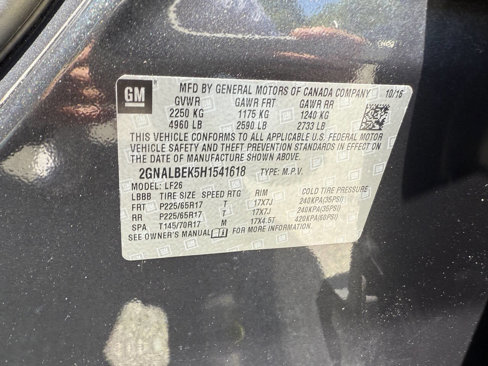 GM
MFD BY GENERAL MOTORS OF CANADA COMPANY 10/16
GVWR GAWR FRT GAWR RR
2250 KG 1175 KG 1240 KG
4960 LB 2590 LB 2733 LB
THIS VEHICLE CONFORMS TO ALL APPLICABLE U.S. FEDERAL MOTOR
VEHICLE SAFETY AND THEFT PREVENTION STANDARDS IN EFFECT ON
THE DATE OF MANUFACTURE SHOWN ABOVE.
2GNALBEK5H1541618 TYPE: M.P.V.
MODEL: LF26
LBBB TIRE SIZE SPEED RTG RIM COLD TIRE PRESSURE
FRT P225/65R17 T 17X7J 240KPA(35PSI)
RR P225/65R17 T 17X7J 240KPA(35PSI)
SPA T145/70R17 M 17X4.5T 420KPA(60PSI)
SEE OWNER'S MANUAL FOR MORE INFORMATION.